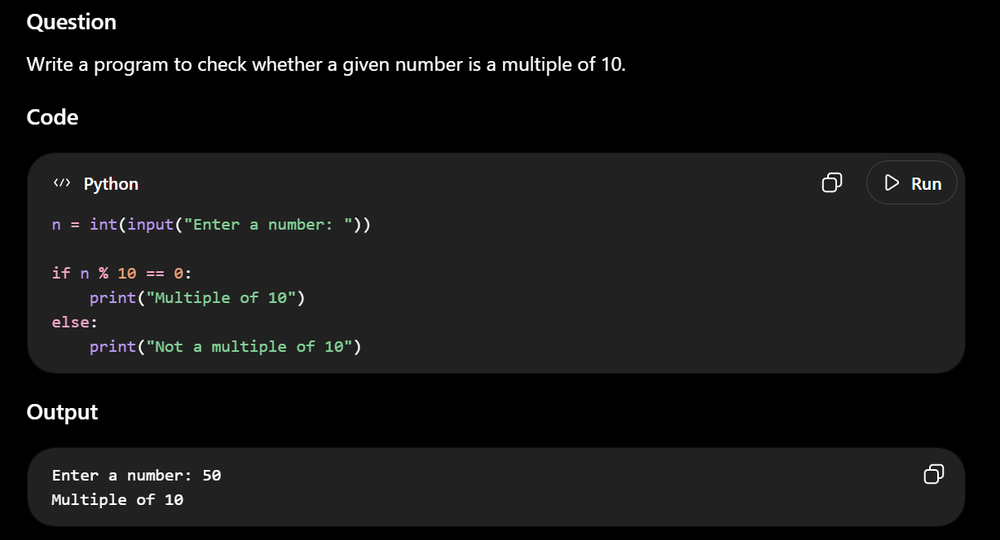 Question
Write a program to check whether a given number is a multiple of 10.
Code
</> Python
Run
n = int(input("Enter a number: "))
if n % 10 == 0:
    print("Multiple of 10")
else:
    print("Not a multiple of 10")
Output
Enter a number: 50
Multiple of 10